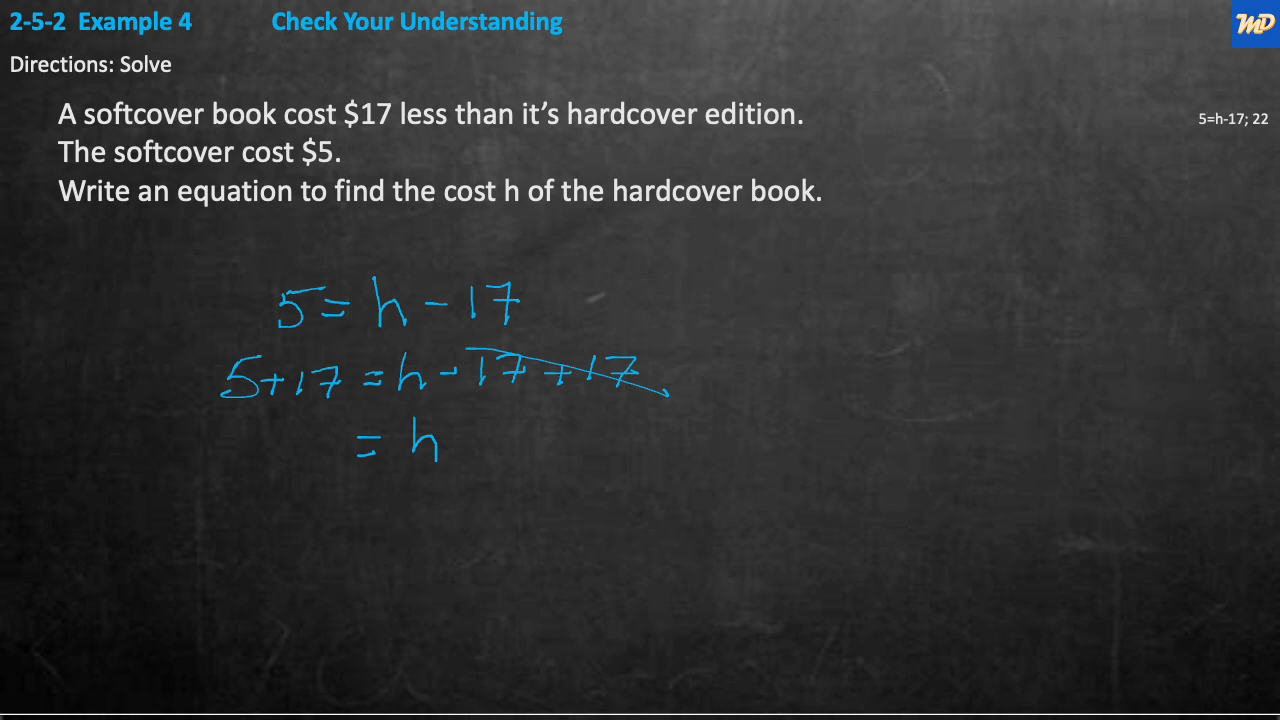 2-5-2 Example 4 Check Your Understanding
MD
Directions: Solve
A softcover book cost $17 less than it’s hardcover edition.
5=h-17; 22
The softcover cost $5.
Write an equation to find the cost h of the hardcover book.
5 = h - 17
5 + 17 = h - 17 + 17
= h